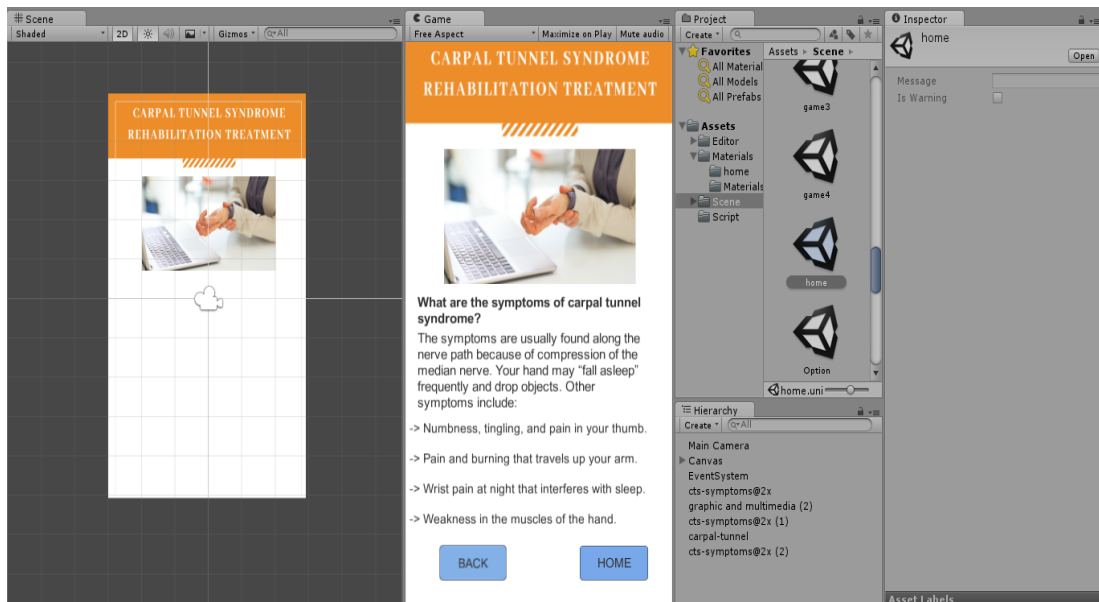 Scene
Shaded
2D
Gizmos
All
CARPAL TUNNEL SYNDROME
REHABILITATION TREATMENT
Game
Free Aspect
Maximize on Play
Mute audio
CARPAL TUNNEL SYNDROME
REHABILITATION TREATMENT
What are the symptoms of carpal tunnel
syndrome?
The symptoms are usually found along the
nerve path because of compression of the
median nerve. Your hand may “fall asleep”
frequently and drop objects. Other
symptoms include:
-> Numbness, tingling, and pain in your thumb.
-> Pain and burning that travels up your arm.
-> Wrist pain at night that interferes with sleep.
-> Weakness in the muscles of the hand.
BACK
HOME
Project
Create
Favorites
All Material
All Models
All Prefabs
Assets
Editor
Materials
home
Materials
Scene
Script
Assets ▸ Scene ▸
game3
game4
home
Option
home.uni
Hierarchy
Create
All
Main Camera
Canvas
EventSystem
cts-symptoms@2x
graphic and multimedia (2)
cts-symptoms@2x (1)
carpal-tunnel
cts-symptoms@2x (2)
Inspector
home
Open
Message
Is Warning
Asset Labels